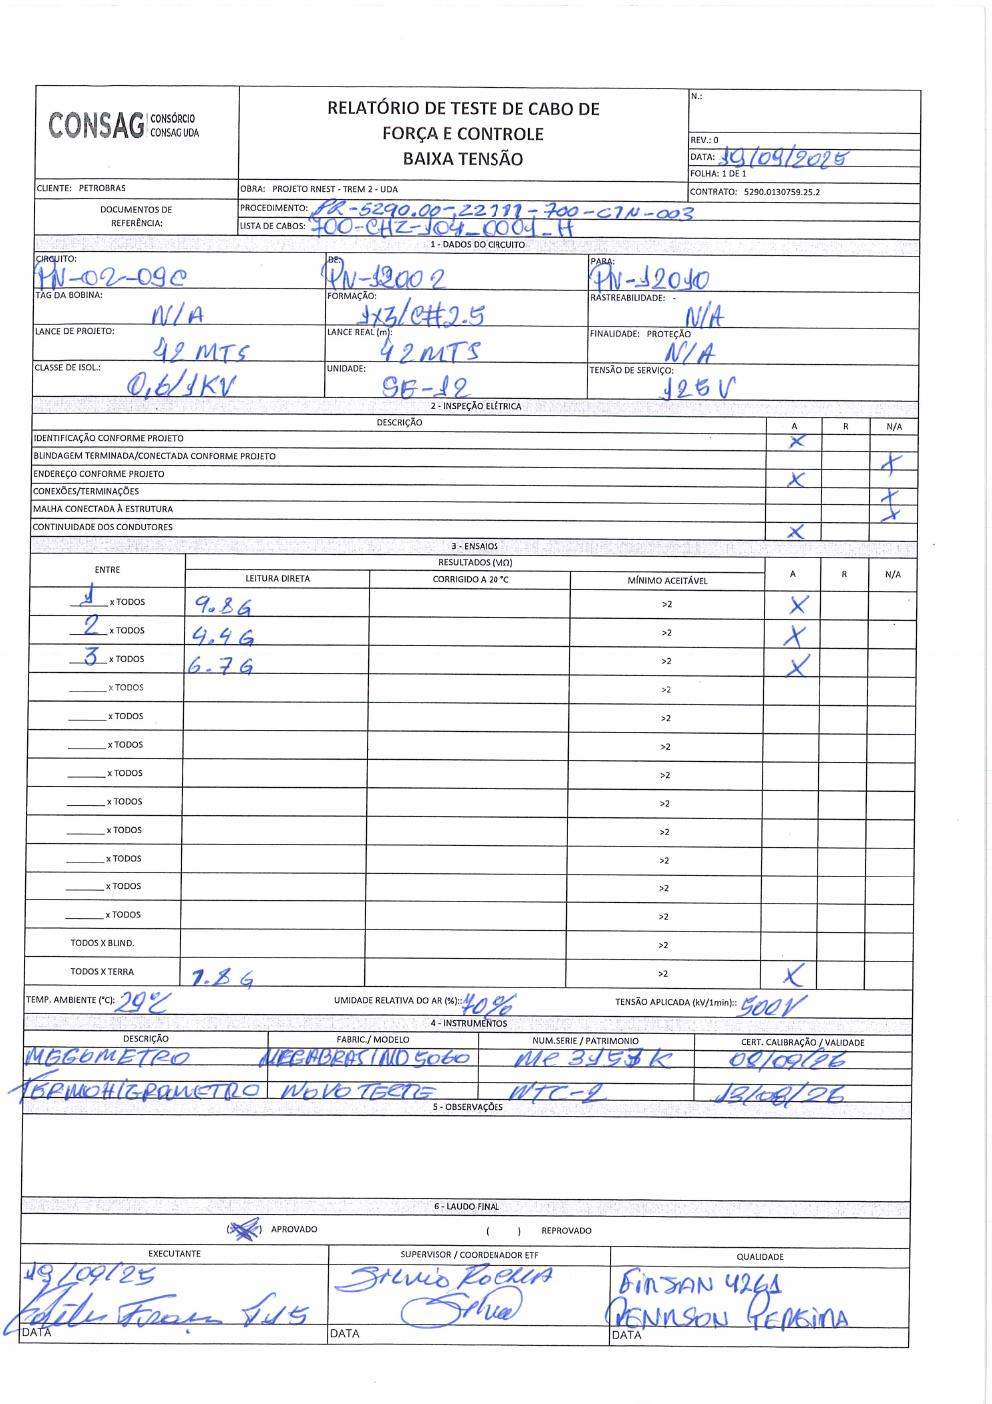 CONSAG CONSÓRCIO CONSAG UDA
RELATÓRIO DE TESTE DE CABO DE FORÇA E CONTROLE BAIXA TENSÃO
N.:
REV.: 0
DATA: 19/09/2025
FOLHA: 1 DE 1
CLIENTE: PETROBRAS OBRA: PROJETO RNEST - TREM 2 - UDA CONTRATO: 5290.0130759.25.2
DOCUMENTOS DE REFERÊNCIA:
PROCEDIMENTO: PR-5290.00-22111-700-C1N-003
LISTA DE CABOS: 700-CHZ-104_0001_H
1 - DADOS DO CIRCUITO
CIRCUITO: PN-02-09C DE: PN-12002 PARA: PN-12010
TAG DA BOBINA: N/A FORMAÇÃO: 1x3/C#2.5 RASTREABILIDADE: - N/A
LANCE DE PROJETO: 42 MTS LANCE REAL (m): 42 MTS FINALIDADE: PROTEÇÃO N/A
CLASSE DE ISOL.: 0,6/1KV UNIDADE: SE-12 TENSÃO DE SERVIÇO: 125V
2 - INSPEÇÃO ELÉTRICA
DESCRIÇÃO A R N/A
IDENTIFICAÇÃO CONFORME PROJETO X
BLINDAGEM TERMINADA/CONECTADA CONFORME PROJETO X
ENDEREÇO CONFORME PROJETO X
CONEXÕES/TERMINAÇÕES X
MALHA CONECTADA À ESTRUTURA X
CONTINUIDADE DOS CONDUTORES X
3 - ENSAIOS
ENTRE RESULTADOS (MΩ) A R N/A
LEITURA DIRETA CORRIGIDO A 20 °C MÍNIMO ACEITÁVEL
1 x TODOS 9.8G >2 X
2 x TODOS 4.4G >2 X
3 x TODOS 6.7G >2 X
x TODOS >2
x TODOS >2
x TODOS >2
x TODOS >2
x TODOS >2
x TODOS >2
x TODOS >2
x TODOS >2
x TODOS >2
TODOS X BLIND. >2
TODOS X TERRA 1.8G >2 X
TEMP. AMBIENTE (°C): 29°C UMIDADE RELATIVA DO AR (%):: 70% TENSÃO APLICADA (kV/1min):: 500V
4 - INSTRUMENTOS
DESCRIÇÃO FABRIC./ MODELO NUM.SERIE / PATRIMONIO CERT. CALIBRAÇÃO / VALIDADE
MEGOMETRO MEGABRAS MD5060 09/09/26
TERMOHIGROMETRO NOVO TESTE NTC-2 13/08/26
5 - OBSERVAÇÕES
6 - LAUDO FINAL
(X) APROVADO ( ) REPROVADO
EXECUTANTE SUPERVISOR / COORDENADOR ETF QUALIDADE
19/09/25 Silvio Rocha
DATA DATA DATA